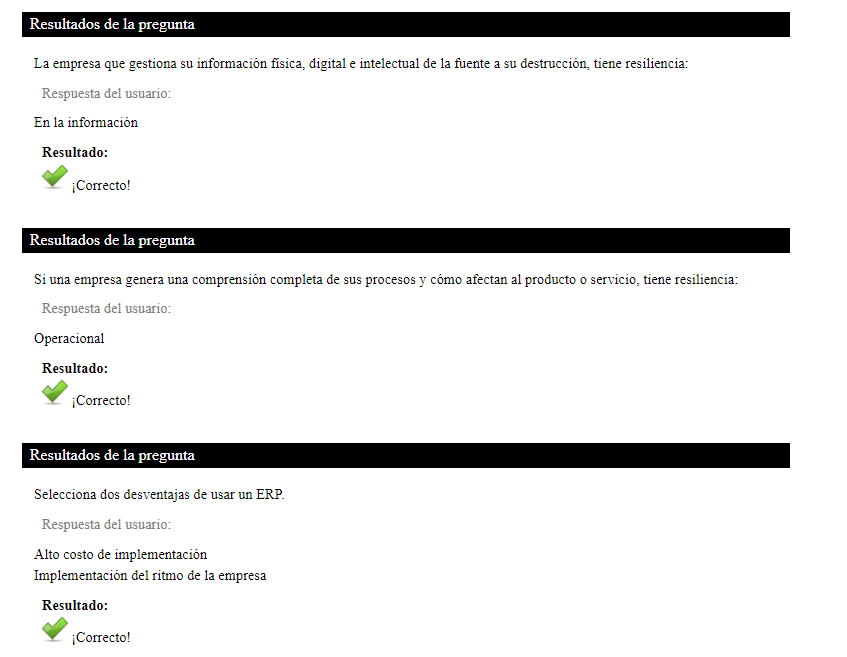 Resultados de la pregunta
La empresa que gestiona su información física, digital e intelectual de la fuente a su destrucción, tiene resiliencia:
Respuesta del usuario:
En la información
Resultado:
¡Correcto!
Resultados de la pregunta
Si una empresa genera una comprensión completa de sus procesos y cómo afectan al producto o servicio, tiene resiliencia:
Respuesta del usuario:
Operacional
Resultado:
¡Correcto!
Resultados de la pregunta
Selecciona dos desventajas de usar un ERP.
Respuesta del usuario:
Alto costo de implementación
Implementación del ritmo de la empresa
Resultado:
¡Correcto!